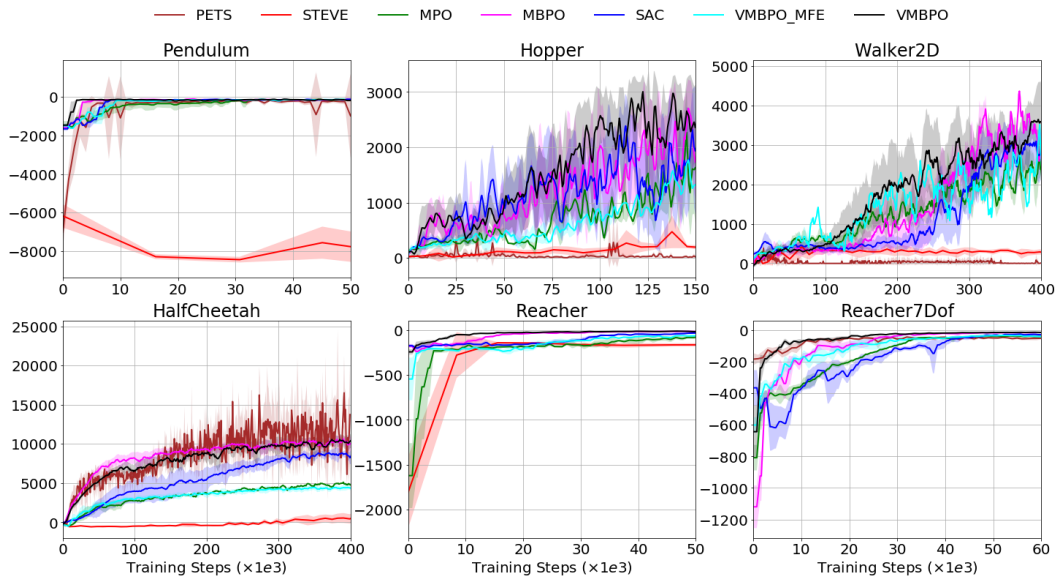 PETS STEVE MPO MBPO SAC VMBPO_MFE VMBPO
Pendulum
0
−2000
−4000
−6000
−8000
0 10 20 30 40 50
Hopper
3000
2000
1000
0
0 25 50 75 100 125 150
Walker2D
5000
4000
3000
2000
1000
0
0 100 200 300 400
HalfCheetah
25000
20000
15000
10000
5000
0
0 100 200 300 400
Training Steps (×1e3)
Reacher
0
−500
−1000
−1500
−2000
0 10 20 30 40 50
Training Steps (×1e3)
Reacher7Dof
0
−200
−400
−600
−800
−1000
−1200
0 10 20 30 40 50 60
Training Steps (×1e3)